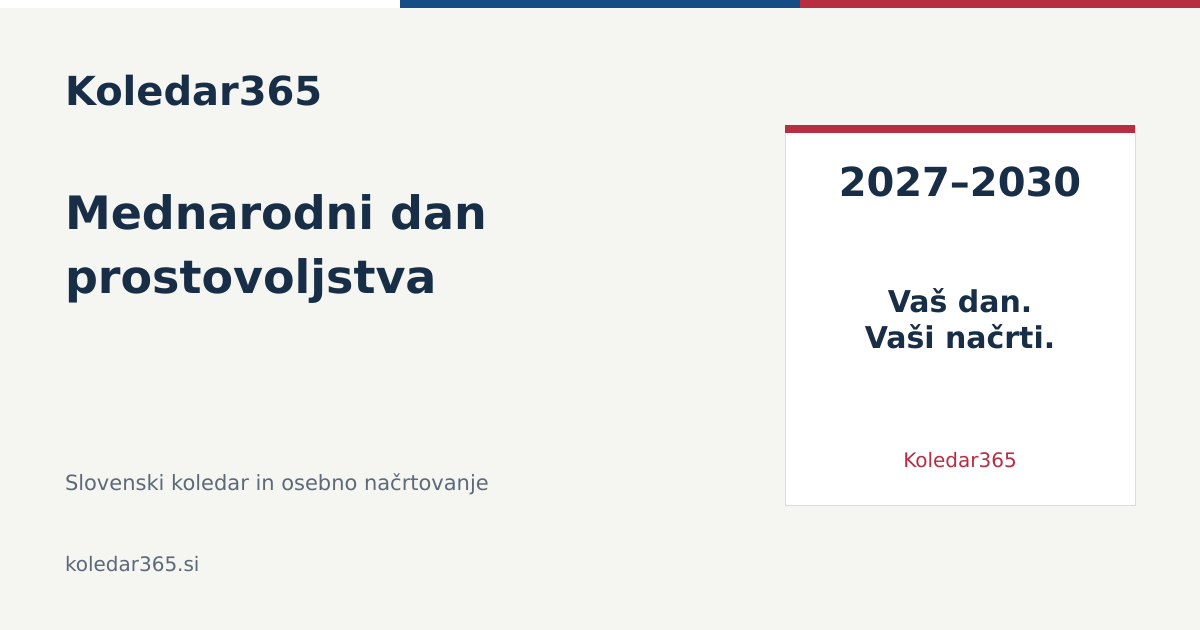 Koledar365
Mednarodni dan
prostovoljstva
Slovenski koledar in osebno načrtovanje
koledar365.si
2027–2030
Vaš dan.
Vaši načrti.
Koledar365